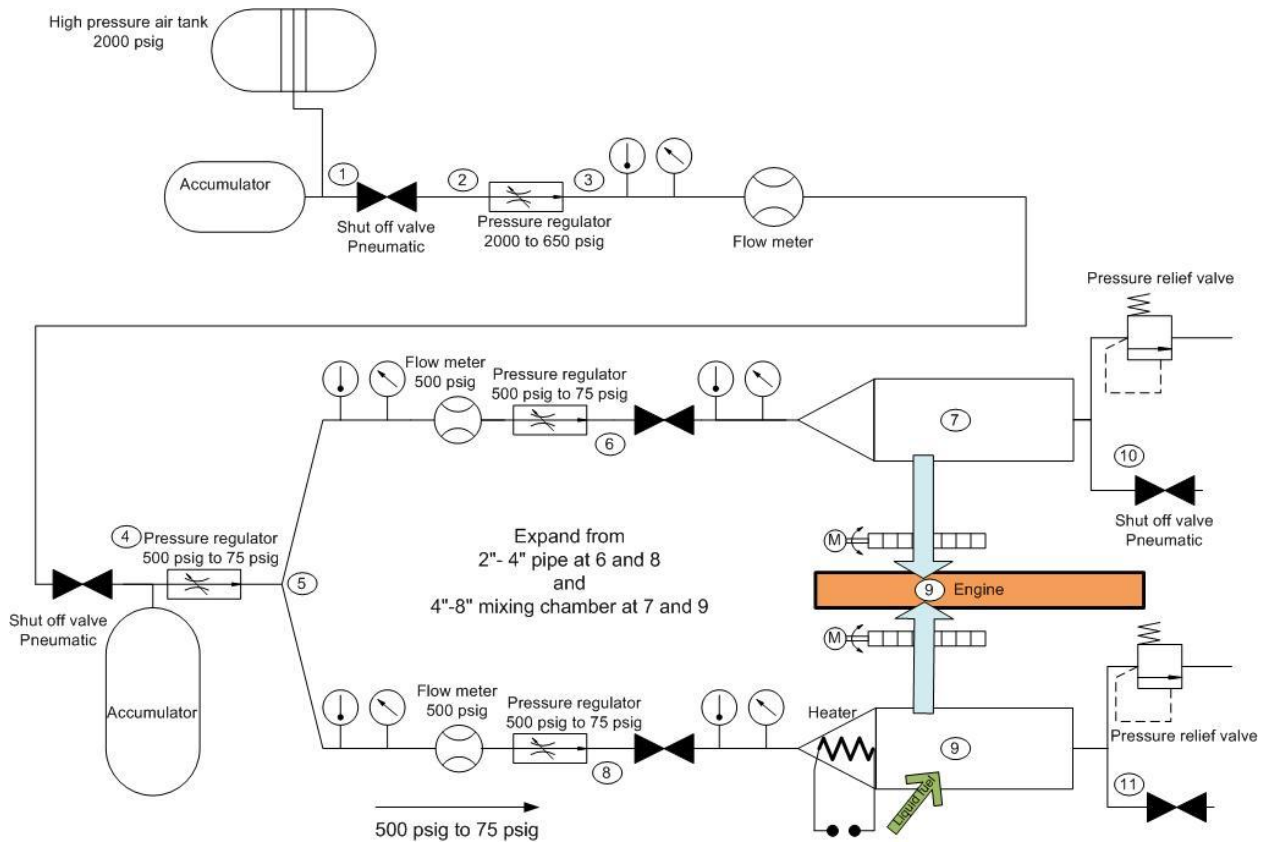 High pressure air tank
2000 psig
Accumulator
1
2
3
Shut off valve
Pneumatic
Pressure regulator
2000 to 650 psig
Flow meter
Pressure relief valve
Flow meter
500 psig
Pressure regulator
500 psig to 75 psig
6
7
10
Shut off valve
Pneumatic
4
Pressure regulator
500 psig to 75 psig
5
Expand from
2"- 4" pipe at 6 and 8
and
4"-8" mixing chamber at 7 and 9
M
9
Engine
M
Shut off valve
Pneumatic
Accumulator
Flow meter
500 psig
Pressure regulator
500 psig to 75 psig
8
Heater
9
Liquid fuel
Pressure relief valve
11
500 psig to 75 psig